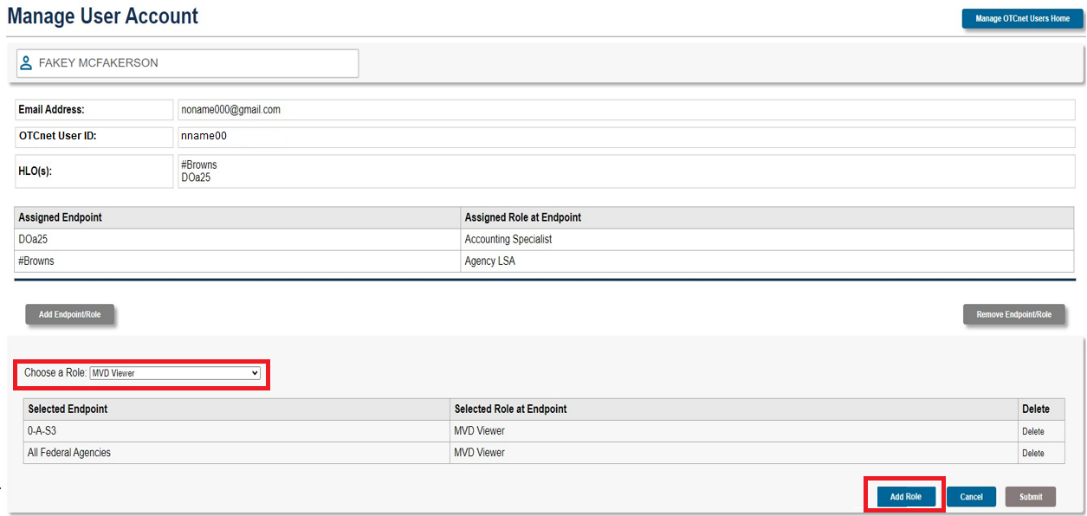 Manage User Account
Manage OTCnet Users Home
FAKEY MCFAKERSON
Email Address: noname000@gmail.com
OTCnet User ID: nname00
HLO(s): #Browns
DOa25
Assigned Endpoint Assigned Role at Endpoint
DOa25 Accounting Specialist
#Browns Agency LSA
Add Endpoint/Role Remove Endpoint/Role
Choose a Role: MVD Viewer
Selected Endpoint Selected Role at Endpoint Delete
0-A-S3 MVD Viewer Delete
All Federal Agencies MVD Viewer Delete
Add Role Cancel Submit